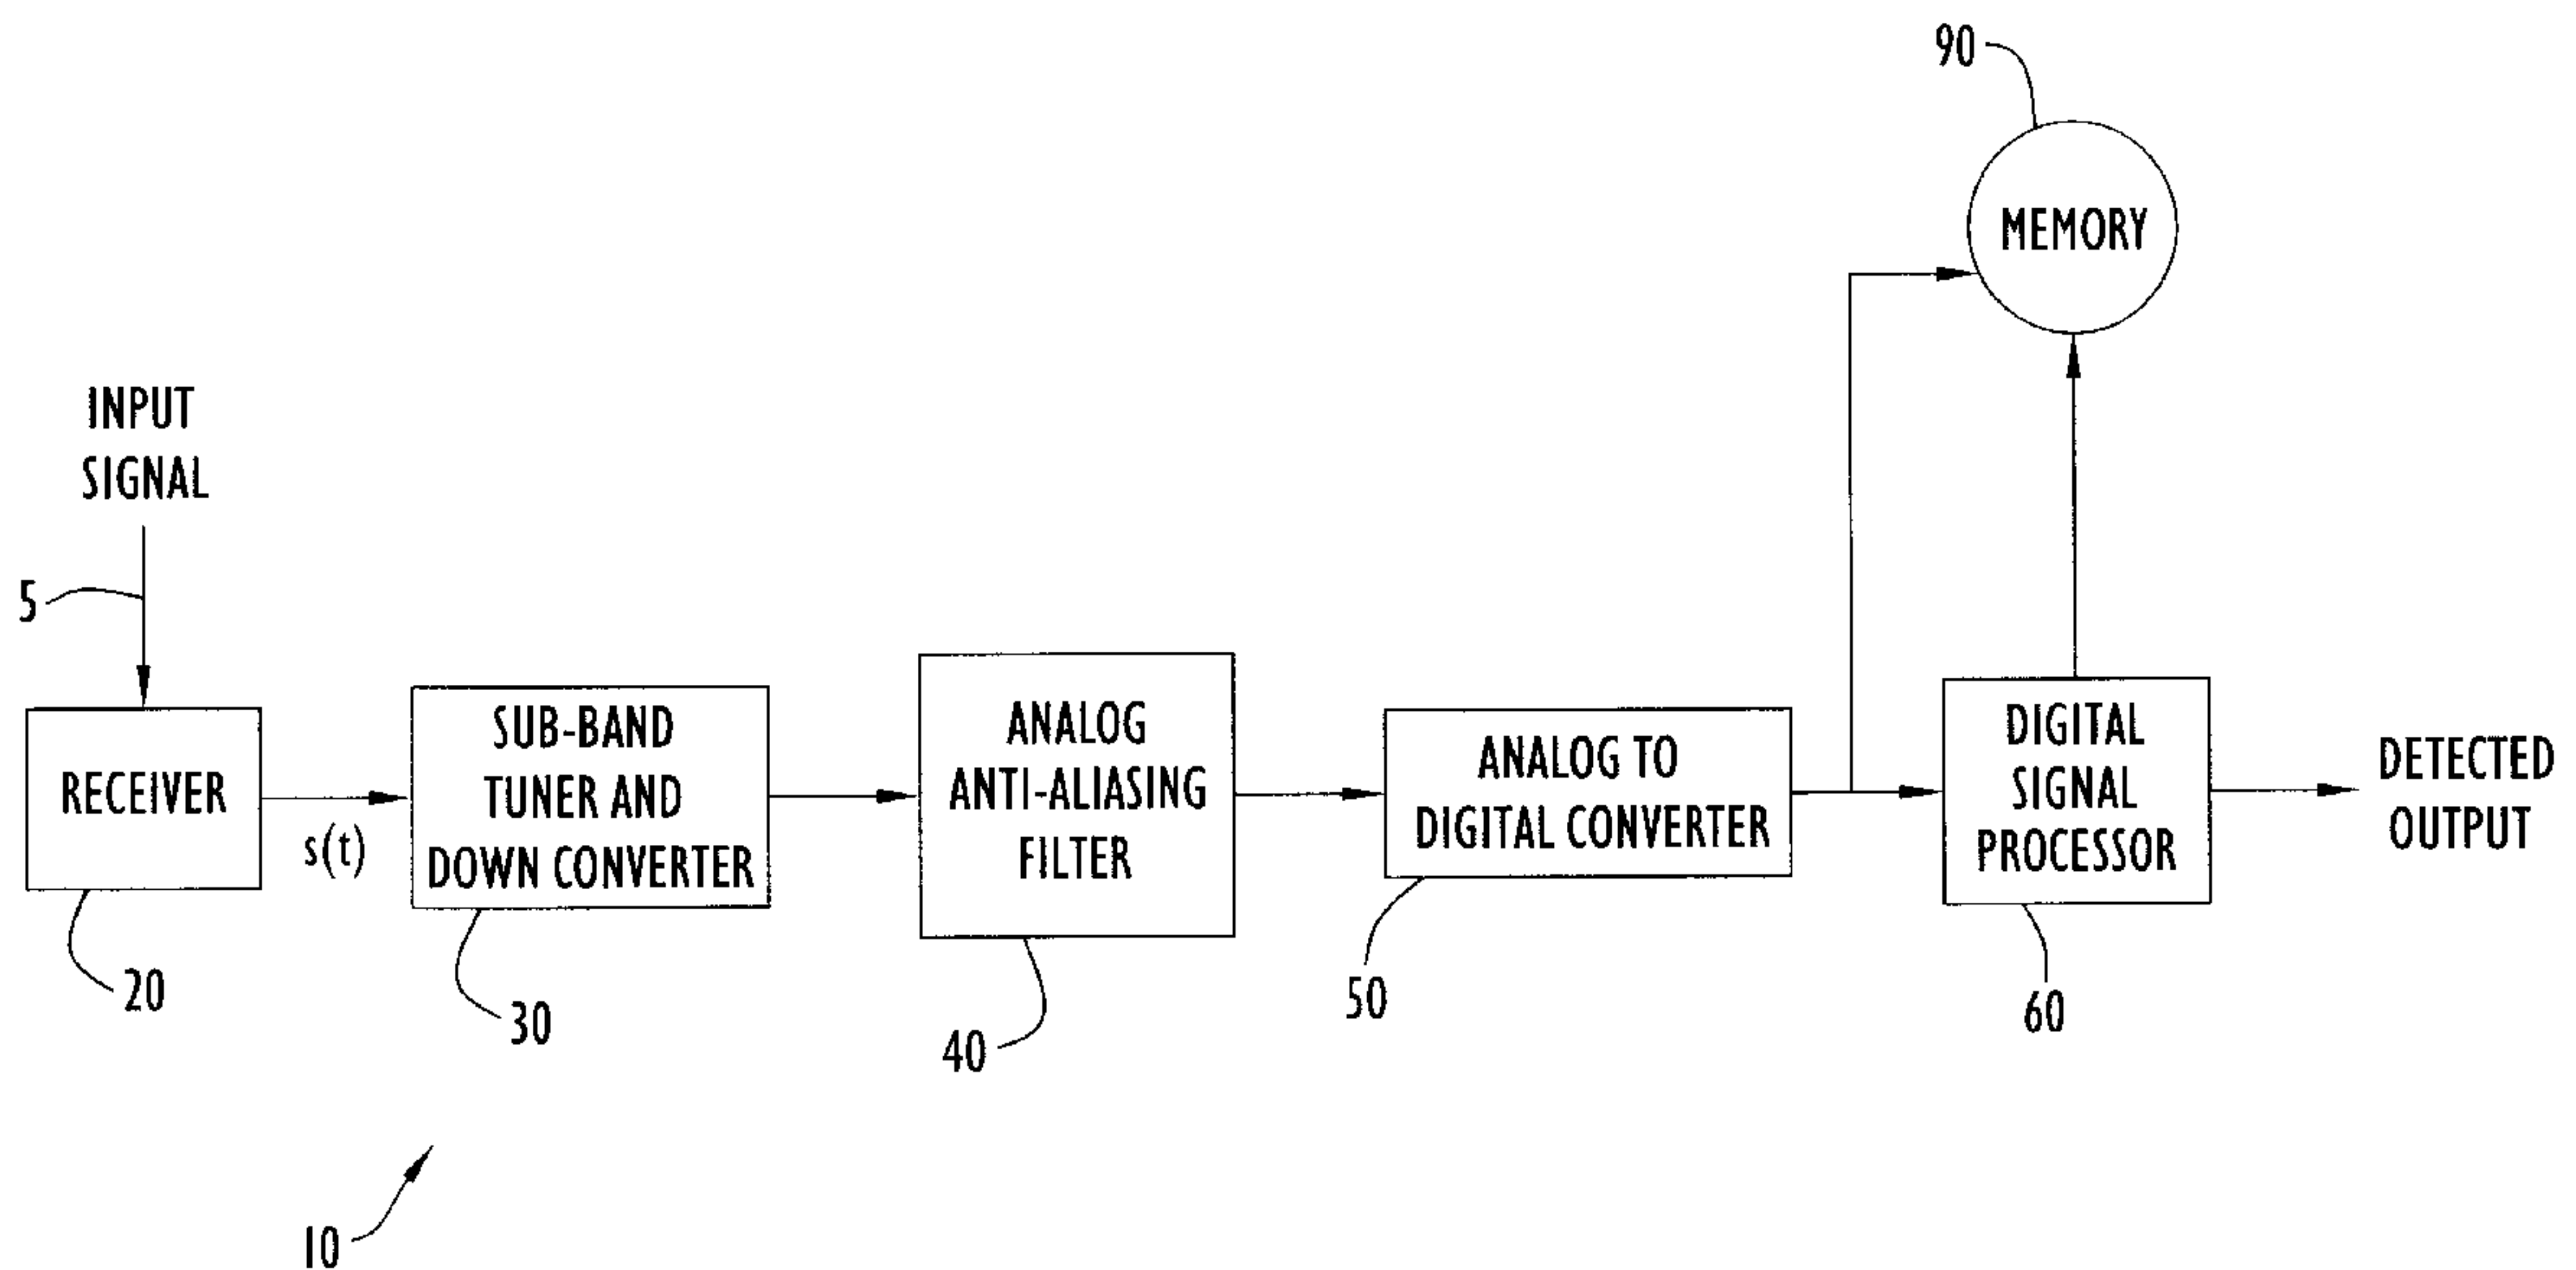 90
MEMORY
INPUT
SIGNAL
5
RECEIVER
s(t)
20
SUB-BAND
TUNER AND
DOWN CONVERTER
30
ANALOG
ANTI-ALIASING
FILTER
40
ANALOG TO
DIGITAL CONVERTER
50
DIGITAL
SIGNAL
PROCESSOR
60
DETECTED
OUTPUT
10